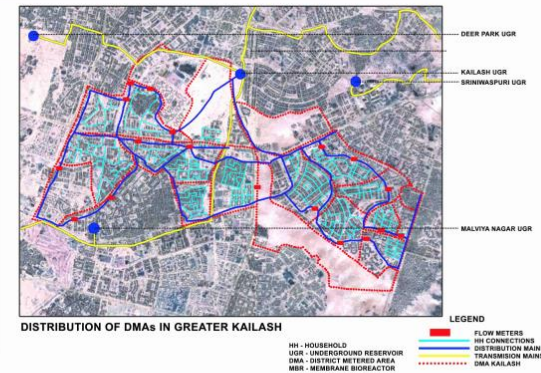 DEER PARK UGR
KAILASH UGR
SRINIWASPURI UGR
MALVIYA NAGAR UGR
DISTRIBUTION OF DMAs IN GREATER KAILASH
HH - HOUSEHOLD
UGR - UNDERGROUND RESERVOIR
DMA - DISTRICT METERED AREA
MBR - MEMBRANE BIOREACTOR
LEGEND
FLOW METERS
HH CONNECTIONS
DISTRIBUTION MAINS
TRANSMISION MAINS
DMA KAILASH